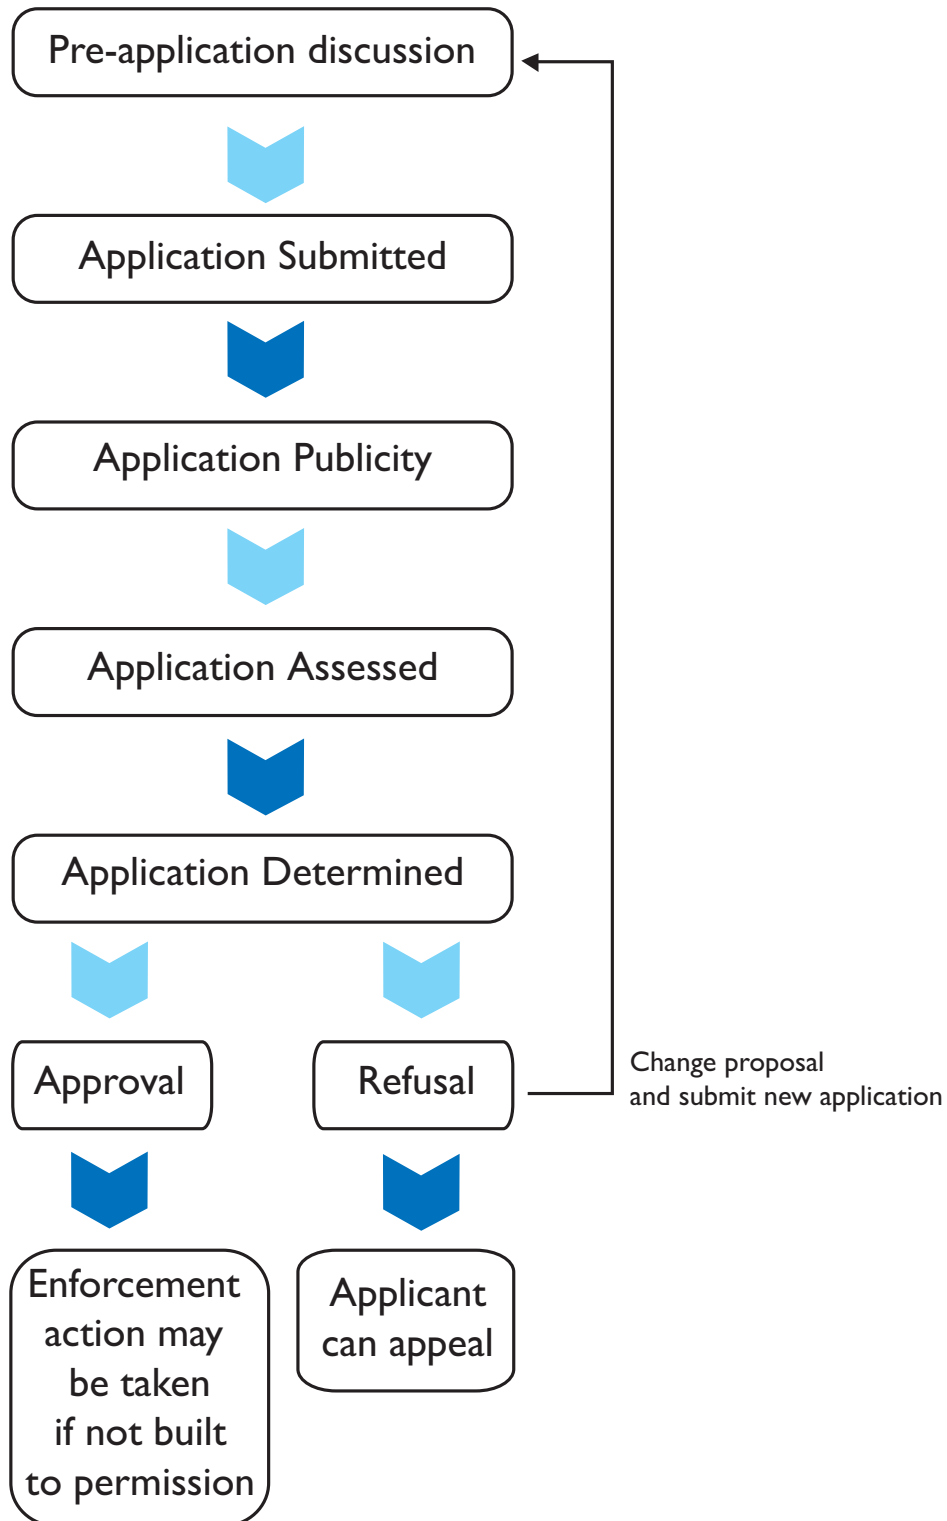 Pre-application discussion
Application Submitted
Application Publicity
Application Assessed
Application Determined
Approval
Refusal
Change proposal
and submit new application
Enforcement
action may
be taken
if not built
to permission
Applicant
can appeal